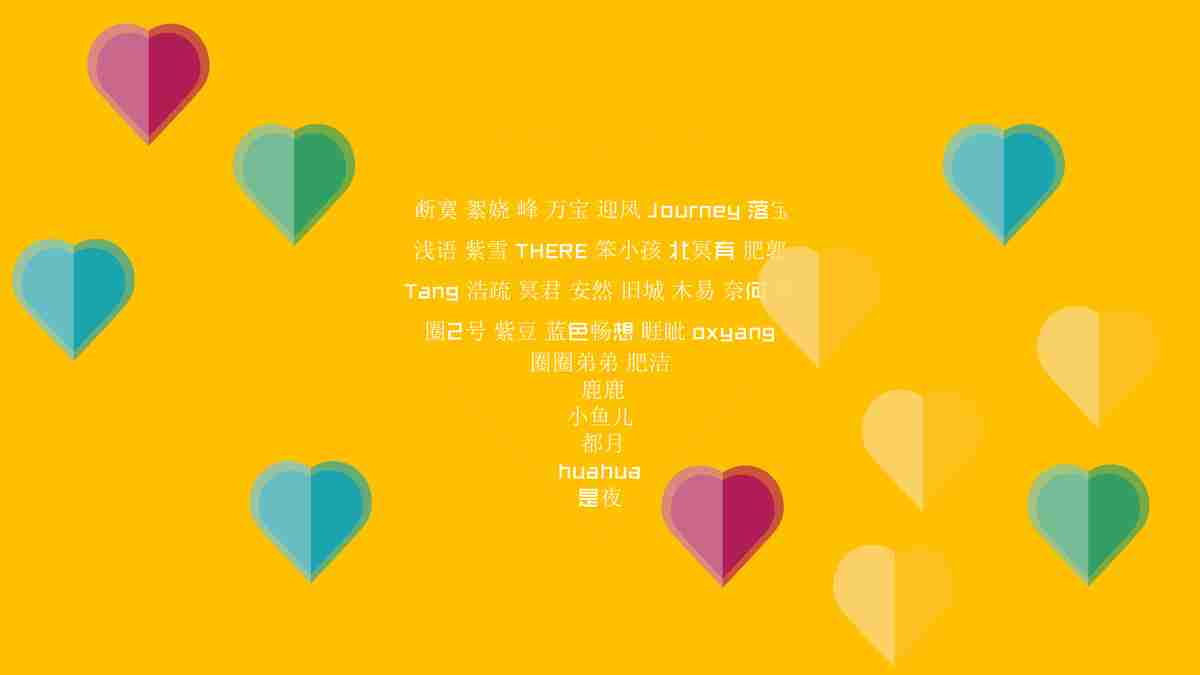 断寞 絮娆 峰 万宝 迎凤 Journey 落
浅语 紫雪 THERE 笨小孩 北冥有 肥郭
Tang 浩疏 冥君 安然 旧城 木易 奈何
圈2号 紫豆 蓝色畅想 睚眦 oxyang
圈圈弟弟 肥洁
鹿鹿
小鱼儿
都月
huahua
是夜